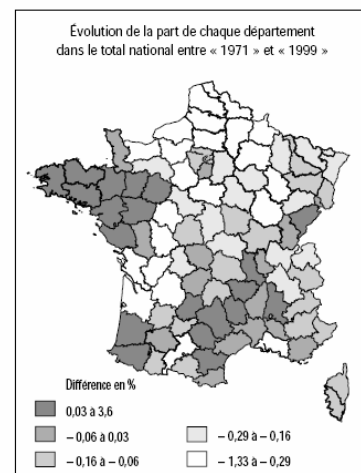 Évolution de la part de chaque département
dans le total national entre « 1971 » et « 1999 »
Différence en %
0,03 à 3,6
– 0,06 à 0,03
– 0,16 à – 0,06
– 0,29 à – 0,16
– 1,33 à – 0,29